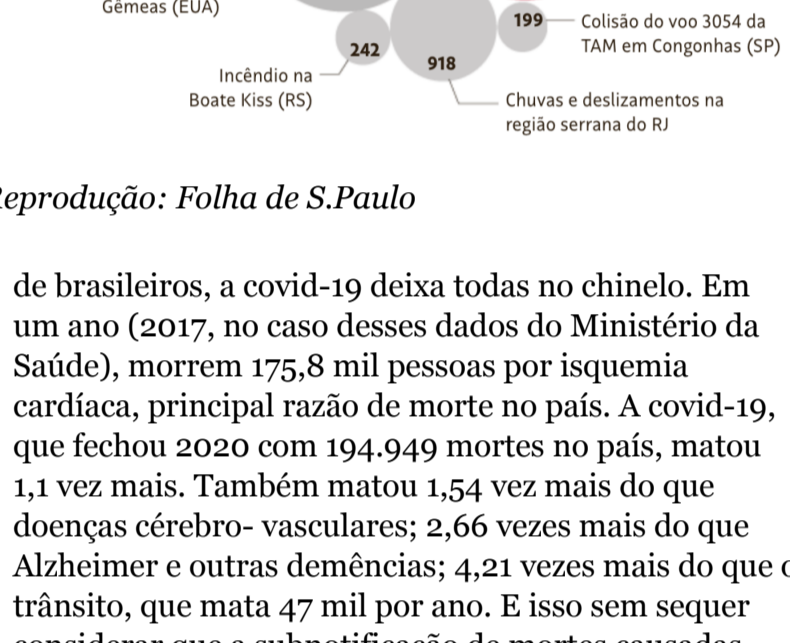 Gêmeas (EUA)
199
Colisão do voo 3054 da
TAM em Congonhas (SP)
242
918
Incêndio na
Boate Kiss (RS)
Chuvas e deslizamentos na
região serrana do RJ
eprodução: Folha de S.Paulo
de brasileiros, a covid-19 deixa todas no chinelo. Em
um ano (2017, no caso desses dados do Ministério da
Saúde), morrem 175,8 mil pessoas por isquemia
cardíaca, principal razão de morte no país. A covid-19,
que fechou 2020 com 194.949 mortes no país, matou
1,1 vez mais. Também matou 1,54 vez mais do que
doenças cérebro- vasculares; 2,66 vezes mais do que
Alzheimer e outras demências; 4,21 vezes mais do que
trânsito, que mata 47 mil por ano. E isso sem sequer